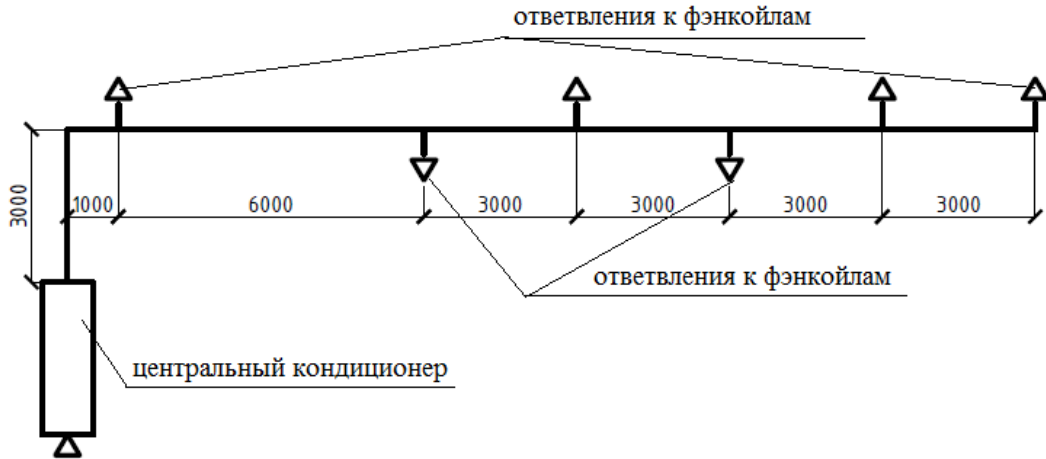 ответвления к фэнкойлам
3000
1000
6000
3000
3000
3000
3000
ответвления к фэнкойлам
центральный кондиционер